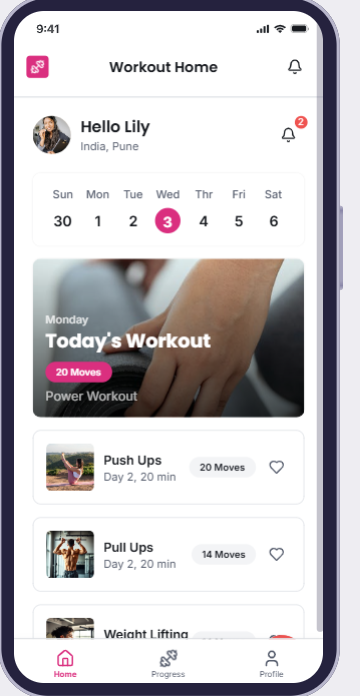 9:41
Workout Home
Hello Lily
2
India, Pune
Sun Mon Tue Wed Thr Fri Sat
30 1 2 3 4 5 6
Monday
Today's Workout
20 Moves
Power Workout
Push Ups
Day 2, 20 min
20 Moves
Pull Ups
Day 2, 20 min
14 Moves
Weight Lifting
Home Progress Profile